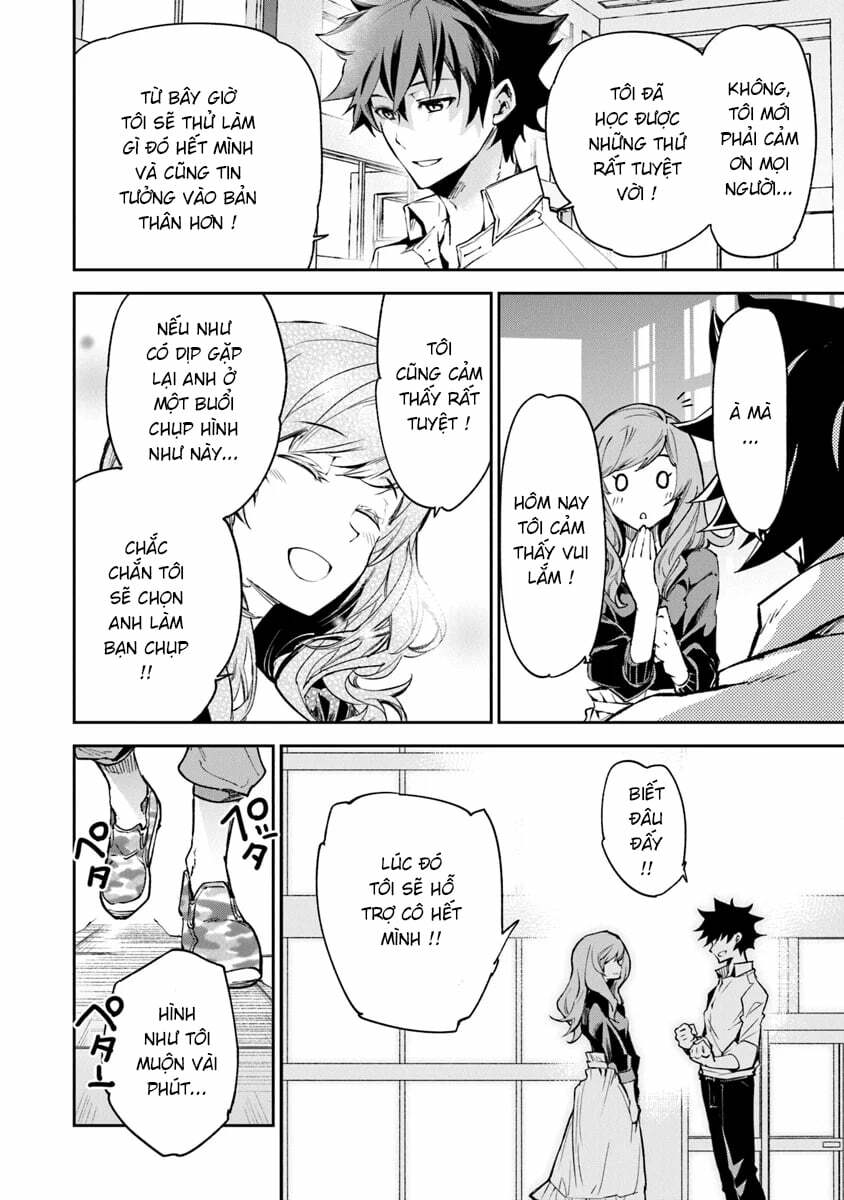 KHÔNG,
TÔI MỚI
PHẢI CẢM
ƠN MỌI
NGƯỜI...
TÔI ĐÃ
HỌC ĐƯỢC
NHỮNG THỨ
RẤT TUYỆT
VỜI .
TỪ BÂY GIỜ
TÔI SẼ THỬ LÀM
GÌ ĐÓ HẾT MÌNH
VÀ CŨNG TIN
TƯỞNG VÀO BẢN
THÂN HƠN !
À MÀ
...
HÔM NAY
TÔI CẢM
THẤY VUI
LẮM !
TÔI
CŨNG CẢM
THẤY RẤT
TUYỆT !
NẾU NHƯ
CÓ DỊP GẶP
LẠI ANH Ở
MỘT BUỔI
CHỤP HÌNH
NHƯ NÀY...
CHẮC
CHẮN TÔI
SẼ CHỌN
ANH LÀM
BẠN CHỤP
!!
BIẾT
ĐÂU
ĐẤY
!!
LÚC ĐÓ
TÔI SẼ HỖ
TRỢ CÔ HẾT
MÌNH !!
ペタ
ペタ
ペター
HÌNH
NHƯ TÔI
MUỘN VÀI
PHÚT...